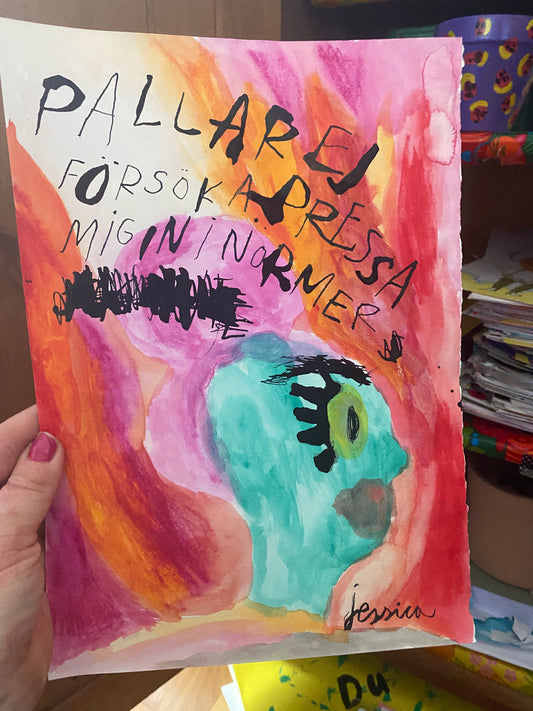 PALLAR EJ
FÖRSÖKA PRESSA
MIG IN i NORMER
jessica
Du